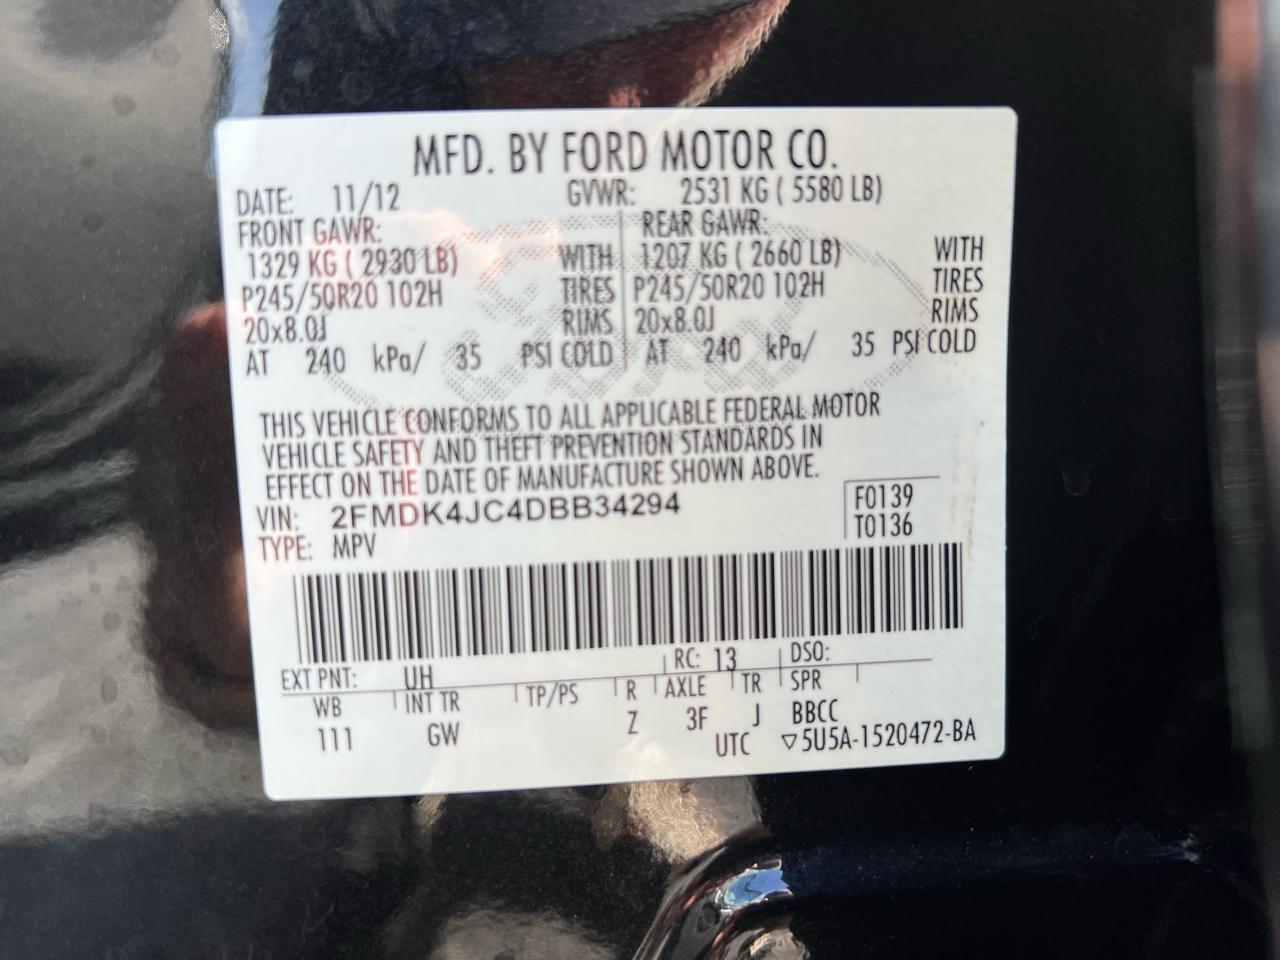 MFD. BY FORD MOTOR CO.
DATE: 11/12 GVWR: 2531 KG ( 5580 LB)
FRONT GAWR: REAR GAWR:
1329 KG ( 2930 LB) WITH 1207 KG ( 2660 LB) WITH
P245/50R20 102H TIRES P245/50R20 102H TIRES
20x8.0J RIMS 20x8.0J RIMS
AT 240 kPa/ 35 PSI COLD AT 240 kPa/ 35 PSI COLD
THIS VEHICLE CONFORMS TO ALL APPLICABLE FEDERAL MOTOR
VEHICLE SAFETY AND THEFT PREVENTION STANDARDS IN
EFFECT ON THE DATE OF MANUFACTURE SHOWN ABOVE.
VIN: 2FMDK4JC4DBB34294 F0139
TYPE: MPV T0136
EXT PNT: UH RC: 13 DSO:
WB INT TR TP/PS R AXLE TR SPR
111 GW Z 3F J BBCC
UTC ▽5U5A-1520472-BA
Ford